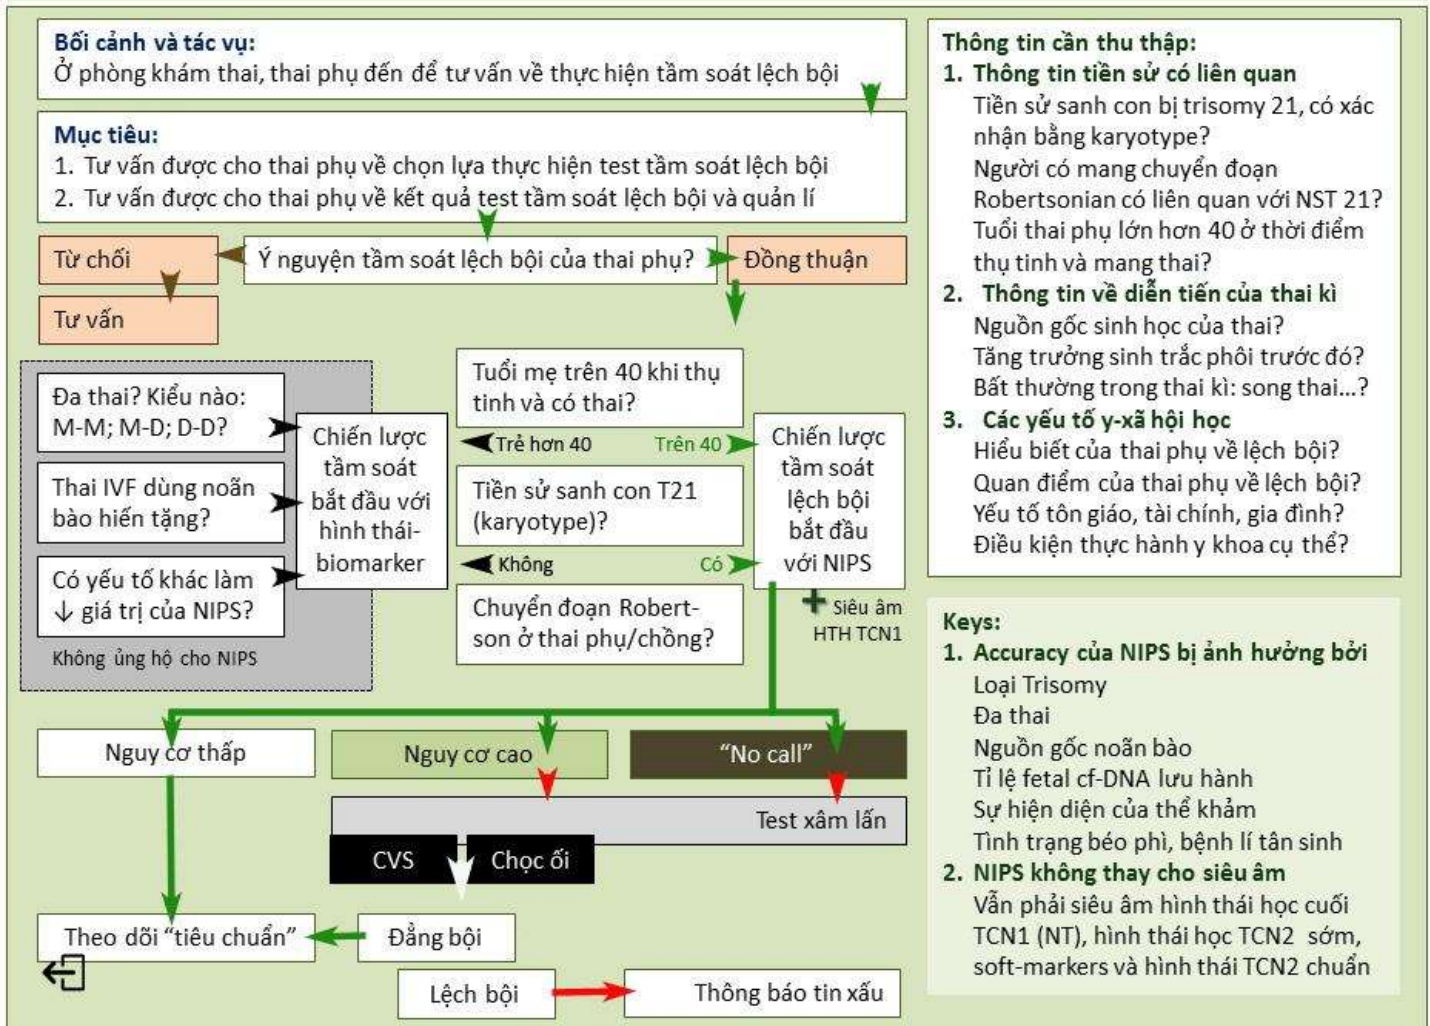 Bối cảnh và tác vụ:
Ở phòng khám thai, thai phụ đến để tư vấn về thực hiện tầm soát lệch bội
Mục tiêu:
1. Tư vấn được cho thai phụ về chọn lựa thực hiện test tầm soát lệch bội
2. Tư vấn được cho thai phụ về kết quả test tầm soát lệch bội và quản lí
Từ chối
Ý nguyện tầm soát lệch bội của thai phụ?
Đồng thuận
Tư vấn
Đa thai? Kiểu nào:
M-M; M-D; D-D?
Thai IVF dùng noãn
bào hiến tặng?
Có yếu tố khác làm
↓ giá trị của NIPS?
Không ủng hộ cho NIPS
Chiến lược
tầm soát
bắt đầu với
hình thái-
biomarker
Tuổi mẹ trên 40 khi thụ
tinh và có thai?
Trẻ hơn 40
Trên 40
Tiền sử sanh con T21
(karyotype)?
Không
Có
Chuyển đoạn Robert-
son ở thai phụ/chồng?
Chiến lược
tầm soát
lệch bội
bắt đầu
với NIPS
+ Siêu âm
HTH TCN1
Nguy cơ thấp
Nguy cơ cao
“No call”
Test xâm lấn
CVS
Chọc ối
Theo dõi “tiêu chuẩn”
Đẳng bội
Lệch bội
Thông báo tin xấu
Thông tin cần thu thập:
1. Thông tin tiền sử có liên quan
Tiền sử sanh con bị trisomy 21, có xác
nhận bằng karyotype?
Người có mang chuyển đoạn
Robertsonian có liên quan với NST 21?
Tuổi thai phụ lớn hơn 40 ở thời điểm
thụ tinh và mang thai?
2. Thông tin về diễn tiến của thai kì
Nguồn gốc sinh học của thai?
Tăng trưởng sinh trắc phôi trước đó?
Bất thường trong thai kì: song thai...?
3. Các yếu tố y-xã hội học
Hiểu biết của thai phụ về lệch bội?
Quan điểm của thai phụ về lệch bội?
Yếu tố tôn giáo, tài chính, gia đình?
Điều kiện thực hành y khoa cụ thể?
Keys:
1. Accuracy của NIPS bị ảnh hưởng bởi
Loại Trisomy
Đa thai
Nguồn gốc noãn bào
Tỉ lệ fetal cf-DNA lưu hành
Sự hiện diện của thể khảm
Tình trạng béo phì, bệnh lí tân sinh
2. NIPS không thay cho siêu âm
Vẫn phải siêu âm hình thái học cuối
TCN1 (NT), hình thái học TCN2 sớm,
soft-markers và hình thái TCN2 chuẩn